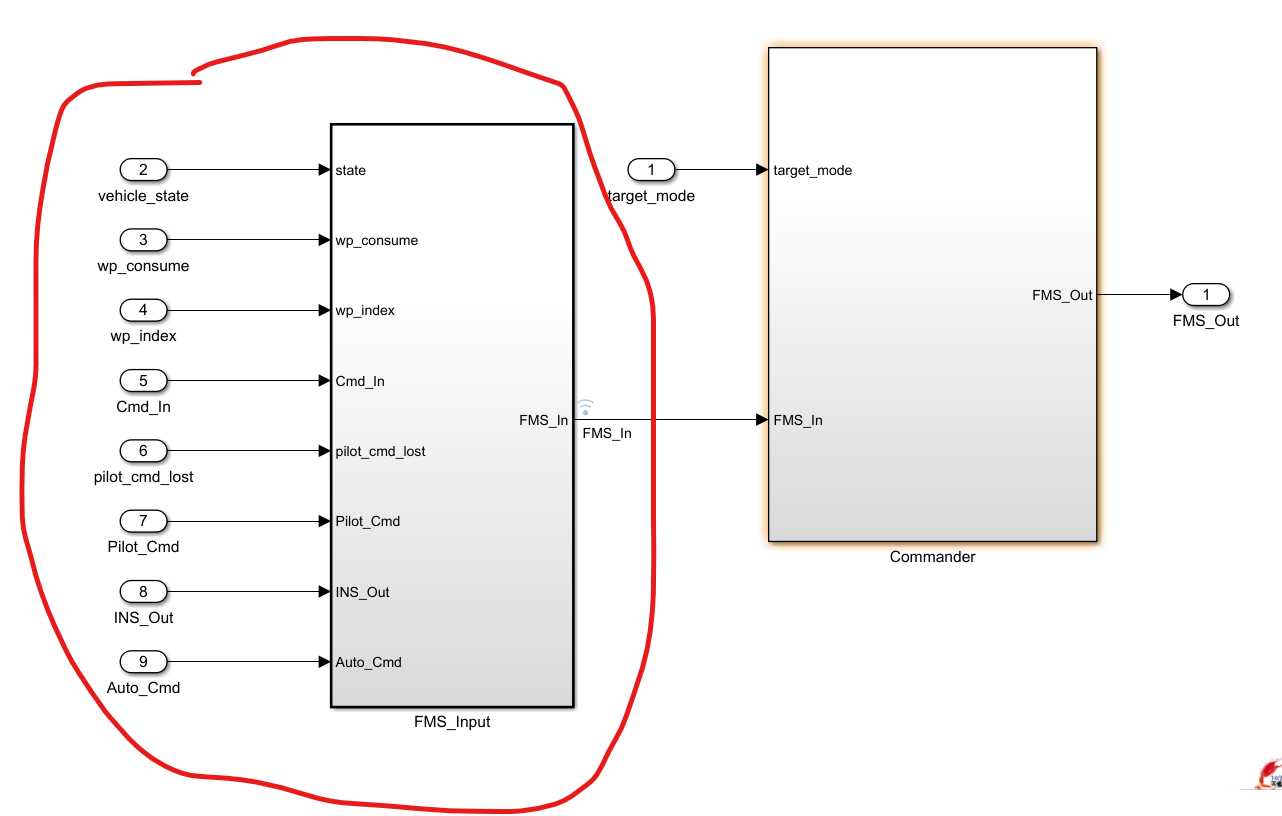 2
vehicle_state
state
3
wp_consume
wp_consume
4
wp_index
wp_index
5
Cmd_In
Cmd_In
6
pilot_cmd_lost
pilot_cmd_lost
7
Pilot_Cmd
Pilot_Cmd
8
INS_Out
INS_Out
9
Auto_Cmd
Auto_Cmd
FMS_In
FMS_In
FMS_Input
1
target_mode
target_mode
FMS_In
FMS_Out
Commander
1
FMS_Out